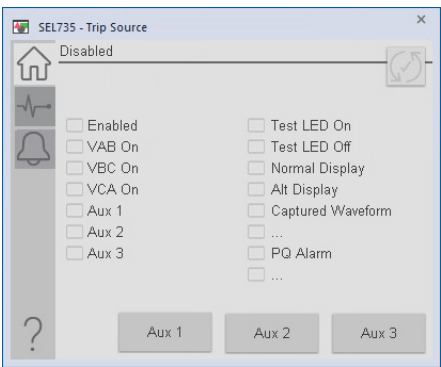 SEL735 - Trip Source
Disabled
Enabled
VAB On
VBC On
VCA On
Aux 1
Aux 2
Aux 3
Test LED On
Test LED Off
Normal Display
Alt Display
Captured Waveform
...
PQ Alarm
...
?
Aux 1 Aux 2 Aux 3